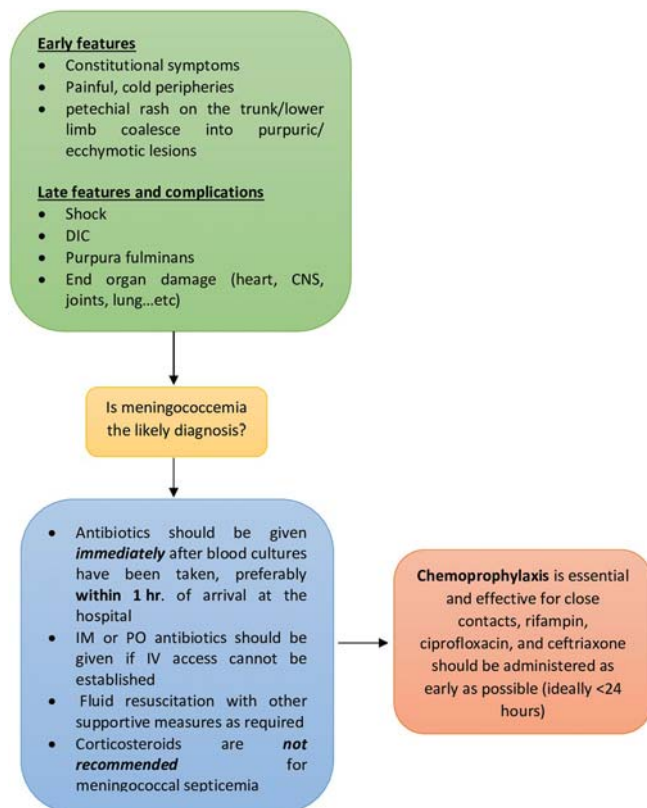 Early features
• Constitutional symptoms
• Painful, cold peripheries
• petechial rash on the trunk/lower
limb coalesce into purpuric/
ecchymotic lesions
Late features and complications
• Shock
• DIC
• Purpura fulminans
• End organ damage (heart, CNS,
joints, lung...etc)
Is meningococcemia
the likely diagnosis?
• Antibiotics should be given
immediately after blood cultures
have been taken, preferably
within 1 hr. of arrival at the
hospital
• IM or PO antibiotics should be
given if IV access cannot be
established
• Fluid resuscitation with other
supportive measures as required
• Corticosteroids are not
recommended for
meningococcal septicemia
Chemoprophylaxis is essential
and effective for close
contacts, rifampin,
ciprofloxacin, and ceftriaxone
should be administered as
early as possible (ideally <24
hours)